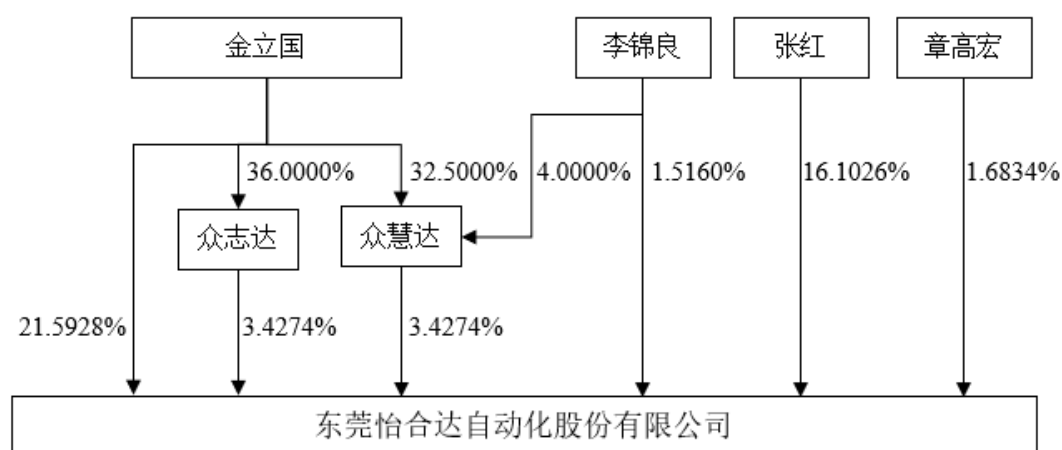 金立国
李锦良
张红
章高宏
36.0000%
32.5000%
4.0000%
1.5160%
16.1026%
1.6834%
众志达
众慧达
21.5928%
3.4274%
3.4274%
东莞怡合达自动化股份有限公司